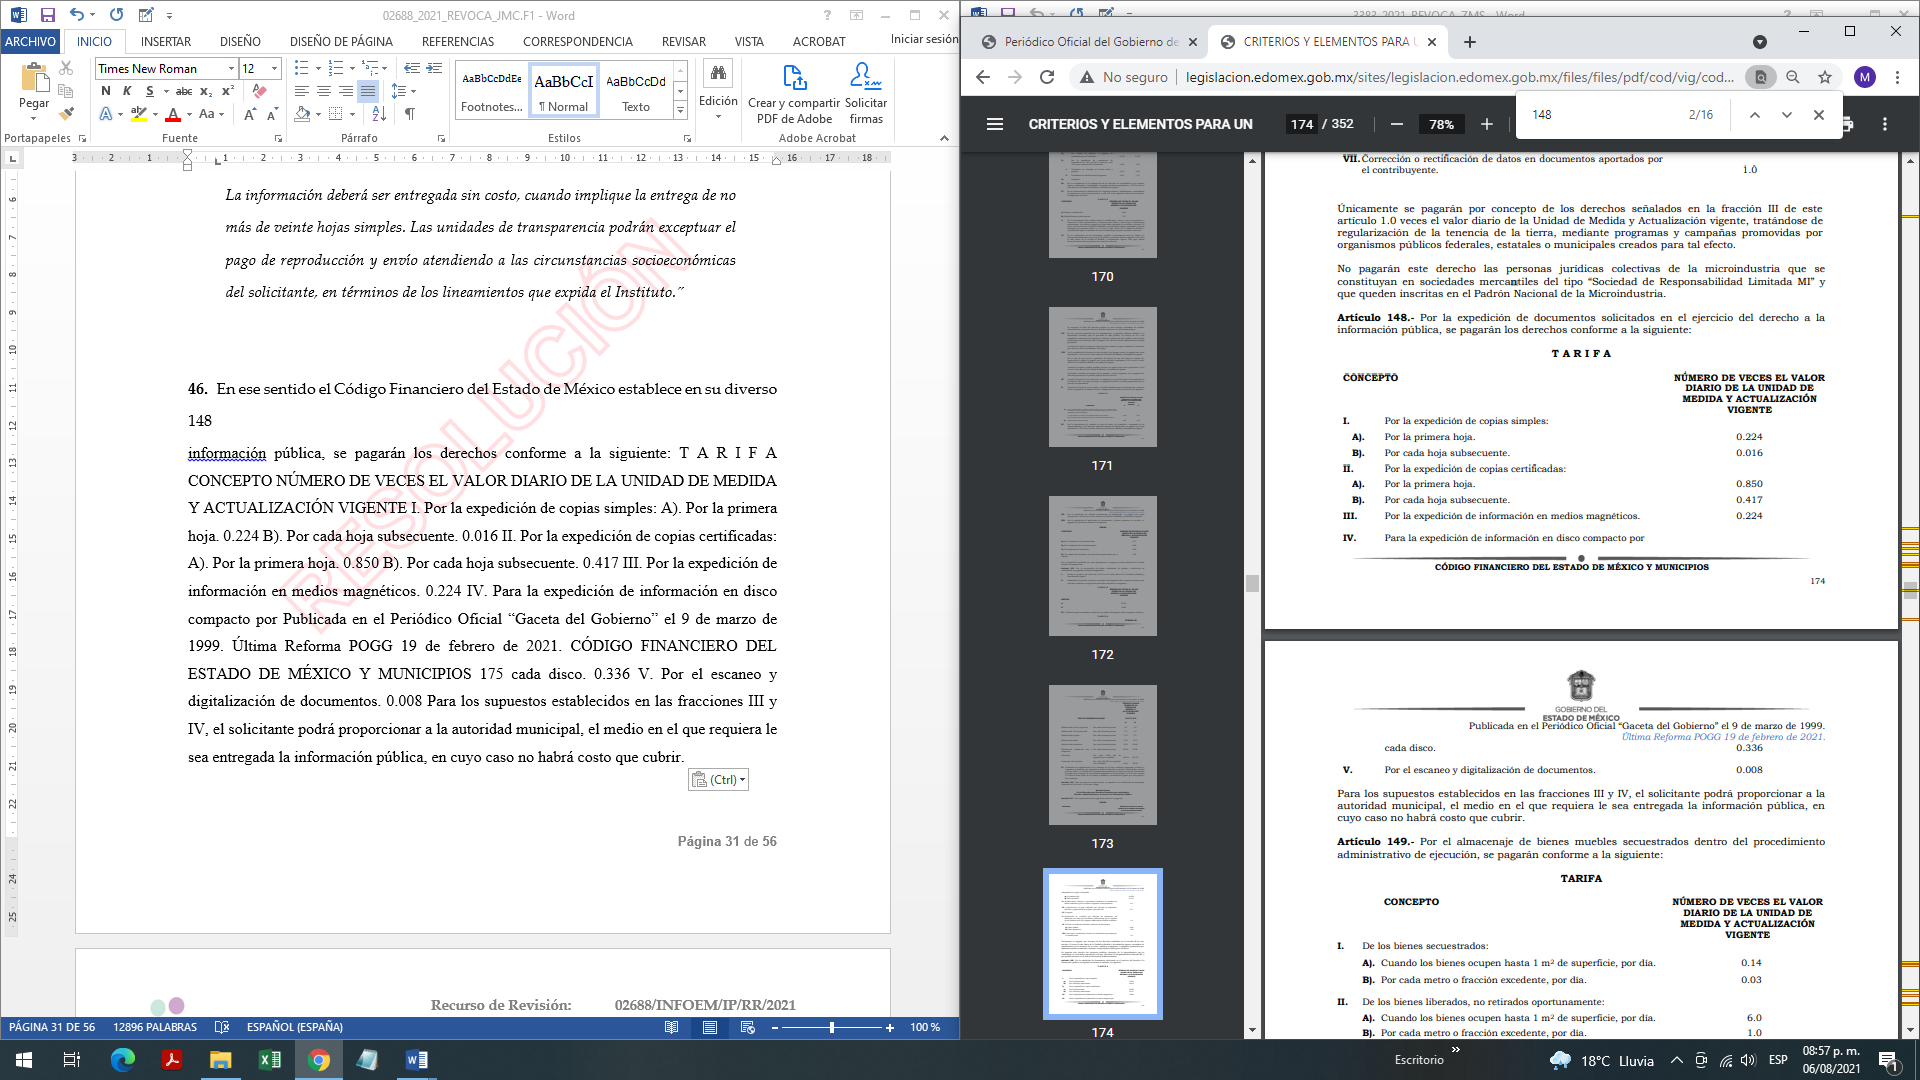 02688_2021_REVOCA_JMC.F1 - Word
ARCHIVO
INICIO
INSERTAR
DISEÑO
DISEÑO DE PÁGINA
REFERENCIAS
CORRESPONDENCIA
REVISAR
VISTA
ACROBAT
Iniciar sesión
Pegar
Times New Roman
12
N K S abc x₂ x²
Aa
AaBbCcDdEe
AaBbCcI
AaBbCcDd
Footnotes...
¶ Normal
Texto
Edición
Crear y compartir
PDF de Adobe
Solicitar
firmas
Portapapeles
Fuente
Párrafo
Estilos
Adobe Acrobat
La información deberá ser entregada sin costo, cuando implique la entrega de no
más de veinte hojas simples. Las unidades de transparencia podrán exceptuar el
pago de reproducción y envío atendiendo a las circunstancias socioeconómicas
del solicitante, en términos de los lineamientos que expida el Instituto."
RESOLUCIÓN
46. En ese sentido el Código Financiero del Estado de México establece en su diverso
148
información pública, se pagarán los derechos conforme a la siguiente: T A R I F A
CONCEPTO NÚMERO DE VECES EL VALOR DIARIO DE LA UNIDAD DE MEDIDA
Y ACTUALIZACIÓN VIGENTE I. Por la expedición de copias simples: A). Por la primera
hoja. 0.224 B). Por cada hoja subsecuente. 0.016 II. Por la expedición de copias certificadas:
A). Por la primera hoja. 0.850 B). Por cada hoja subsecuente. 0.417 III. Por la expedición de
información en medios magnéticos. 0.224 IV. Para la expedición de información en disco
compacto por Publicada en el Periódico Oficial “Gaceta del Gobierno” el 9 de marzo de
1999. Última Reforma POGG 19 de febrero de 2021. CÓDIGO FINANCIERO DEL
ESTADO DE MÉXICO Y MUNICIPIOS 175 cada disco. 0.336 V. Por el escaneo y
digitalización de documentos. 0.008 Para los supuestos establecidos en las fracciones III y
IV, el solicitante podrá proporcionar a la autoridad municipal, el medio en el que requiera le
sea entregada la información pública, en cuyo caso no habrá costo que cubrir.
(Ctrl)
Página 31 de 56
Recurso de Revisión: 02688/INFOEM/IP/RR/2021
PÁGINA 31 DE 56
12896 PALABRAS
ESPAÑOL (ESPAÑA)
100 %
3383_2021_REVOCA_ZMS - Word
Periódico Oficial del Gobierno de
CRITERIOS Y ELEMENTOS PARA U
No seguro
legislacion.edomex.gob.mx/sites/legislacion.edomex.gob.mx/files/files/pdf/cod/vig/cod...
M
CRITERIOS Y ELEMENTOS PARA UN
174 / 352
78%
148
2/16
170
171
172
173
174
VII. Corrección o rectificación de datos en documentos aportados por
el contribuyente. 1.0
Únicamente se pagarán por concepto de los derechos señalados en la fracción III de este
artículo 1.0 veces el valor diario de la Unidad de Medida y Actualización vigente, tratándose de
regularización de la tenencia de la tierra, mediante programas y campañas promovidas por
organismos públicos federales, estatales o municipales creados para tal efecto.
No pagarán este derecho las personas jurídicas colectivas de la microindustria que se
constituyan en sociedades mercantiles del tipo “Sociedad de Responsabilidad Limitada MI” y
que queden inscritas en el Padrón Nacional de la Microindustria.
Artículo 148.- Por la expedición de documentos solicitados en el ejercicio del derecho a la
información pública, se pagarán los derechos conforme a la siguiente:
T A R I F A
CONCEPTO
NÚMERO DE VECES EL VALOR
DIARIO DE LA UNIDAD DE
MEDIDA Y ACTUALIZACIÓN
VIGENTE
I. Por la expedición de copias simples:
A). Por la primera hoja. 0.224
B). Por cada hoja subsecuente. 0.016
II. Por la expedición de copias certificadas:
A). Por la primera hoja. 0.850
B). Por cada hoja subsecuente. 0.417
III. Por la expedición de información en medios magnéticos. 0.224
IV. Para la expedición de información en disco compacto por
CÓDIGO FINANCIERO DEL ESTADO DE MÉXICO Y MUNICIPIOS
174
GOBIERNO DEL
ESTADO DE MÉXICO
Publicada en el Periódico Oficial “Gaceta del Gobierno” el 9 de marzo de 1999.
Última Reforma POGG 19 de febrero de 2021.
cada disco. 0.336
V. Por el escaneo y digitalización de documentos. 0.008
Para los supuestos establecidos en las fracciones III y IV, el solicitante podrá proporcionar a la
autoridad municipal, el medio en el que requiera le sea entregada la información pública, en
cuyo caso no habrá costo que cubrir.
Artículo 149.- Por el almacenaje de bienes muebles secuestrados dentro del procedimiento
administrativo de ejecución, se pagarán conforme a la siguiente:
TARIFA
CONCEPTO
NÚMERO DE VECES EL VALOR
DIARIO DE LA UNIDAD DE
MEDIDA Y ACTUALIZACIÓN
VIGENTE
I. De los bienes secuestrados:
A). Cuando los bienes ocupen hasta 1 m² de superficie, por día. 0.14
B). Por cada metro o fracción excedente, por día. 0.03
II. De los bienes liberados, no retirados oportunamente:
A). Cuando los bienes ocupen hasta 1 m² de superficie, por día. 6.0
B). Por cada metro o fracción excedente, por día. 1.0
Escritorio
18°C Lluvia
ESP
08:57 p. m.
06/08/2021
1